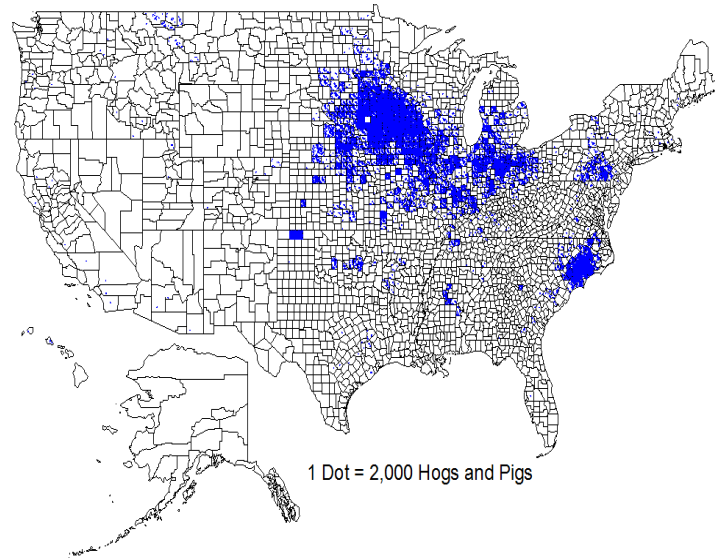 1 Dot = 2,000 Hogs and Pigs